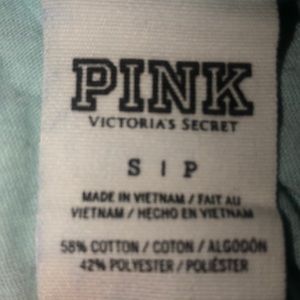 PINK
VICTORIA'S SECRET
S | P
MADE IN VIETNAM / FAIT AU
VIETNAM / HECHO EN VIETNAM
58% COTTON / COTON / ALGODÓN
42% POLYESTER / POLIÉSTER